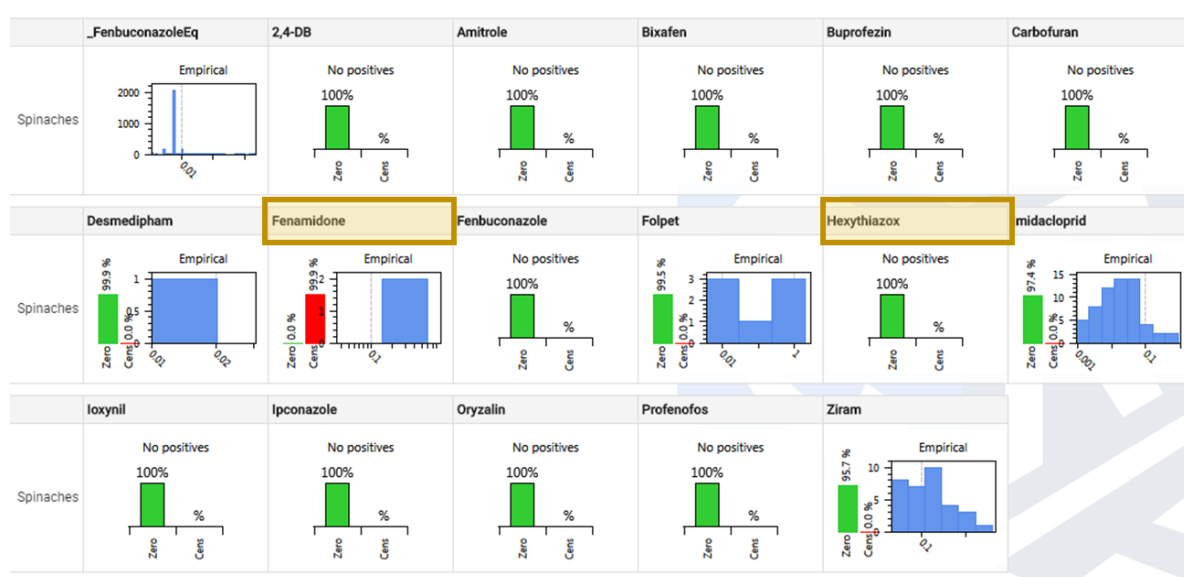 _FenbuconazoleEq 2,4-DB Amitrole Bixafen Buprofezin Carbofuran
Spinaches
Empirical
2000
1000
0
0.01
No positives
100%
%
Zero Cens
No positives
100%
%
Zero Cens
No positives
100%
%
Zero Cens
No positives
100%
%
Zero Cens
No positives
100%
%
Zero Cens
Desmedipham Fenamidone Fenbuconazole Folpet Hexythiazox midacloprid
Spinaches
Empirical
99.9 %
0.0 %
Zero Cens
1
0.5
0
0.01 0.02
Empirical
0.0 %
99.9 %
Zero Cens
2
1
0
0.1
No positives
100%
%
Zero Cens
Empirical
99.5 %
0.0 %
Zero Cens
3
2
1
0
0.01 1
No positives
100%
%
Zero Cens
Empirical
97.4 %
0.0 %
Zero Cens
15
10
5
0
0.001 0.1
Ioxynil Ipconazole Oryzalin Profenofos Ziram
Spinaches
No positives
100%
%
Zero Cens
No positives
100%
%
Zero Cens
No positives
100%
%
Zero Cens
No positives
100%
%
Zero Cens
Empirical
95.7 %
0.0 %
Zero Cens
10
5
0
0.1